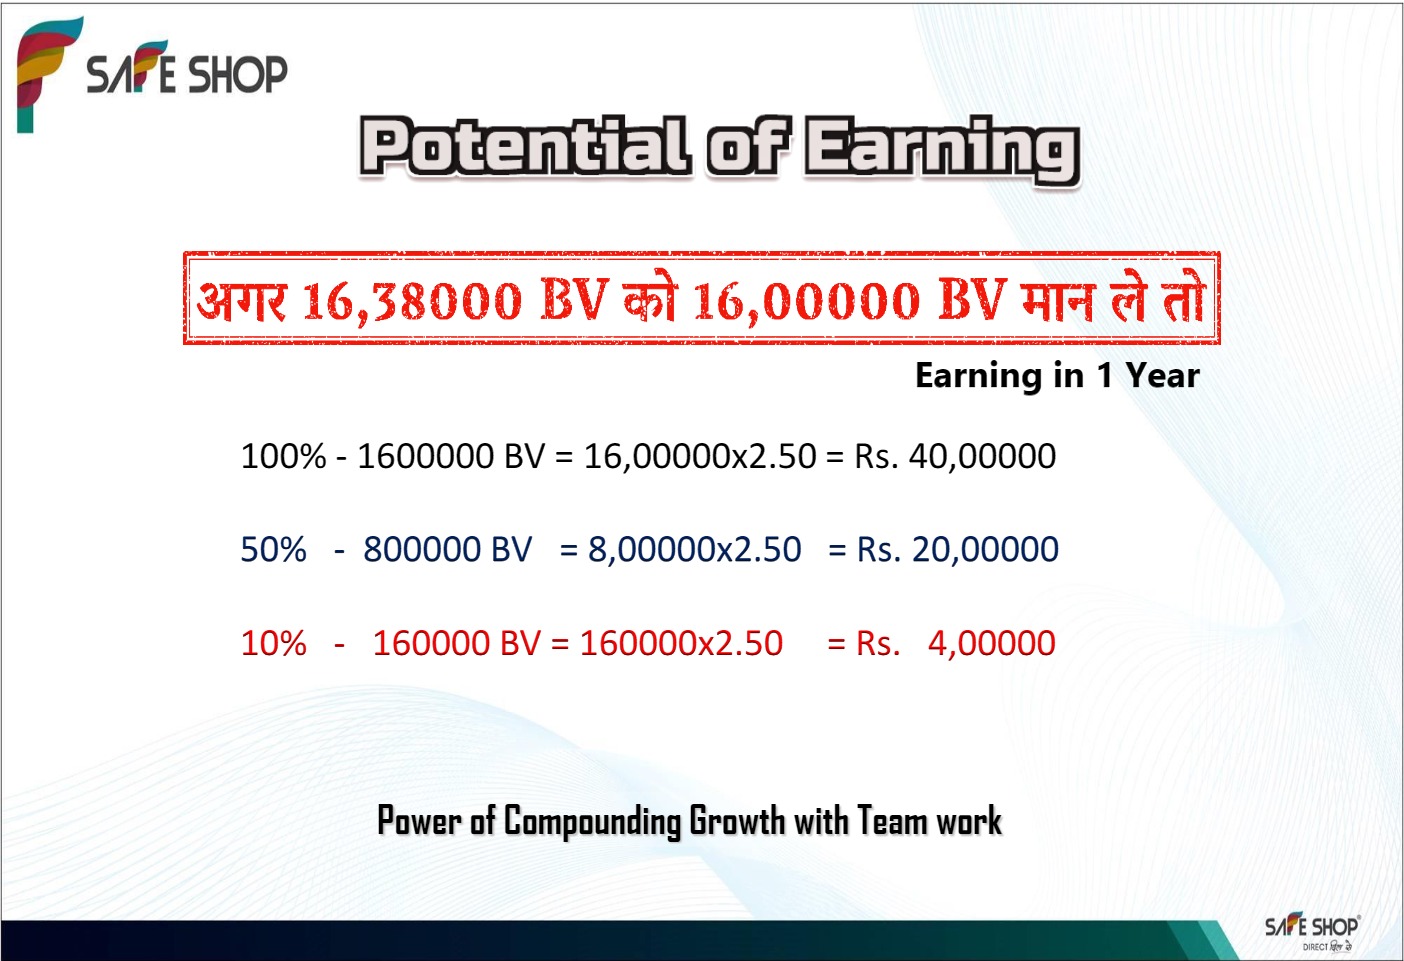 SAFE SHOP
Potential of Earning
अगर 16,38000 BV को 16,00000 BV मान ले तो
Earning in 1 Year
100% - 1600000 BV = 16,00000x2.50 = Rs. 40,00000
50% - 800000 BV = 8,00000x2.50 = Rs. 20,00000
10% - 160000 BV = 160000x2.50 = Rs. 4,00000
Power of Compounding Growth with Team work
SAFE SHOP®
DIRECT दिल से